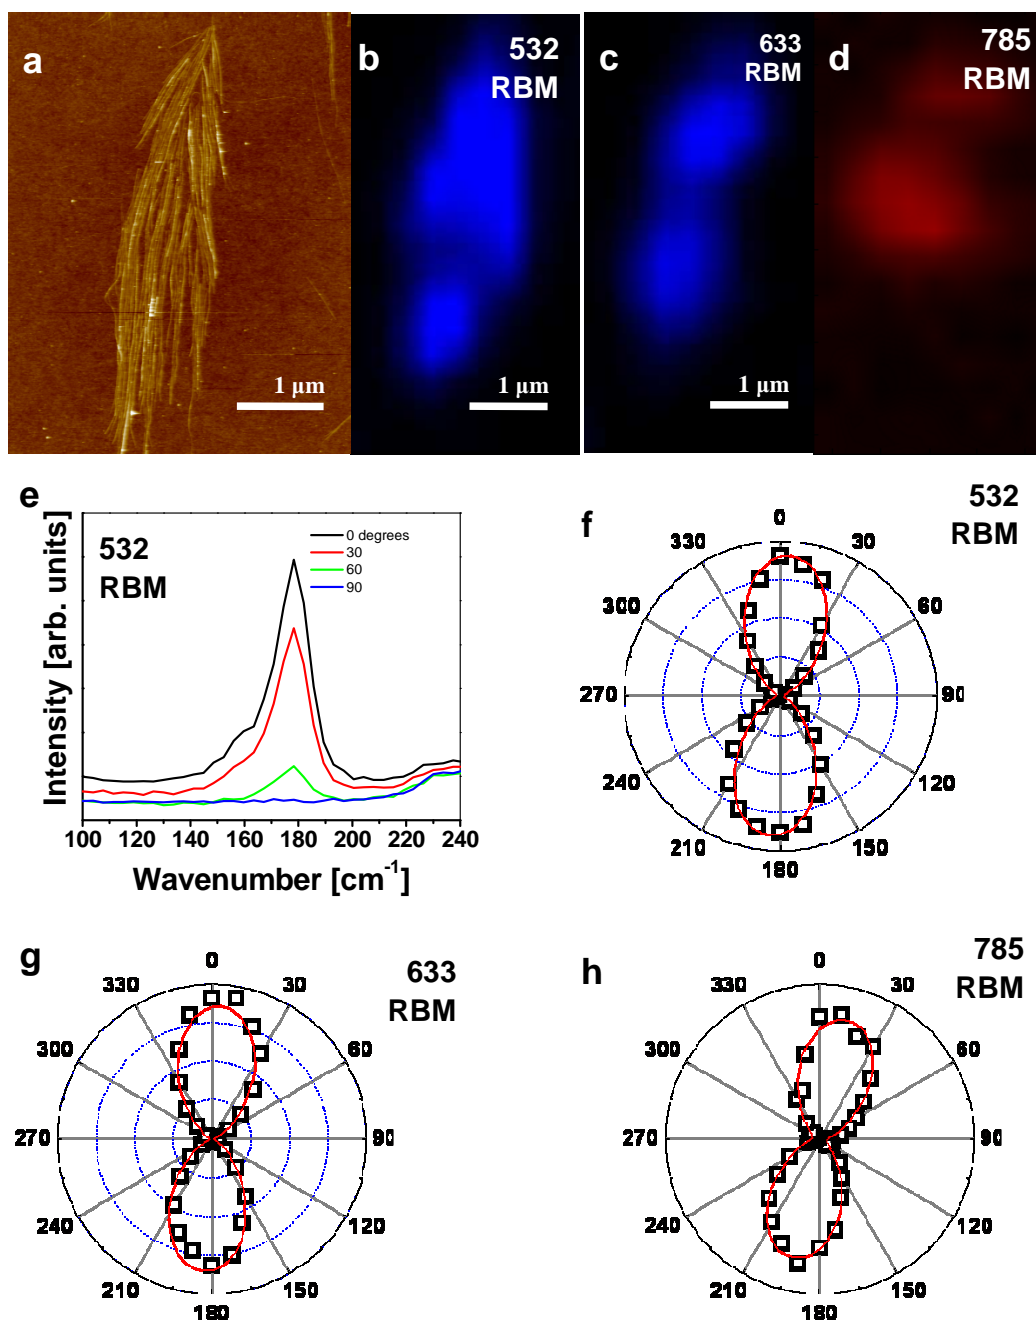 a
b
532
RBM
c
633
RBM
d
785
RBM
1 μm
1 μm
1 μm
e
532
RBM
Intensity [arb. units]
0 degrees
30
60
90
100 120 140 160 180 200 220 240
Wavenumber [cm⁻¹]
f
532
RBM
0
30
60
90
120
150
180
210
240
270
300
330
g
633
RBM
0
30
60
90
120
150
180
210
240
270
300
330
h
785
RBM
0
30
60
90
120
150
180
210
240
270
300
330